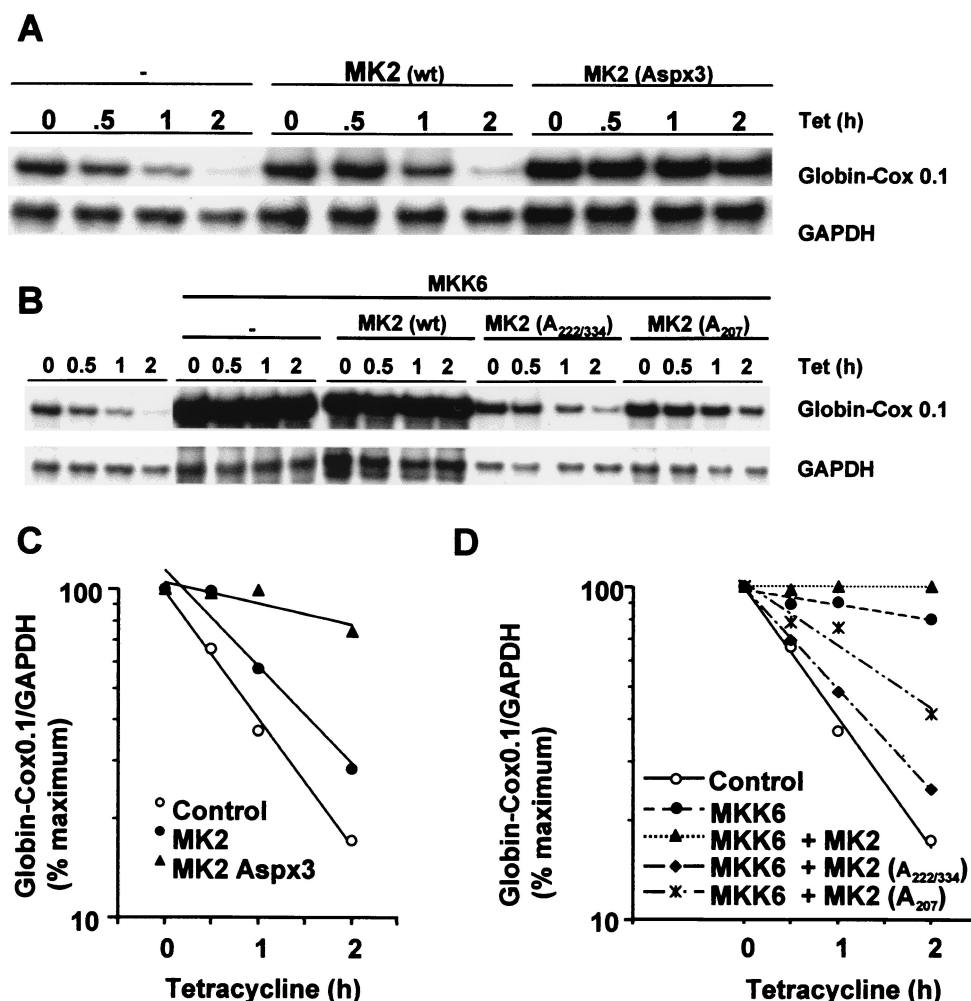 A
- MK2 (wt) MK2 (Aspx3)
0 .5 1 2 0 .5 1 2 0 .5 1 2 Tet (h)
Globin-Cox 0.1
GAPDH
B
MKK6
- MK2 (wt) MK2 (A222/334) MK2 (A207)
0 0.5 1 2 0 0.5 1 2 0 0.5 1 2 0 0.5 1 2 0 0.5 1 2 Tet (h)
Globin-Cox 0.1
GAPDH
C
Globin-Cox0.1/GAPDH
(% maximum)
100
10
Control
MK2
MK2 Aspx3
0 1 2
Tetracycline (h)
D
Globin-Cox0.1/GAPDH
(% maximum)
100
10
Control
MKK6
MKK6 + MK2
MKK6 + MK2 (A222/334)
MKK6 + MK2 (A207)
0 1 2
Tetracycline (h)